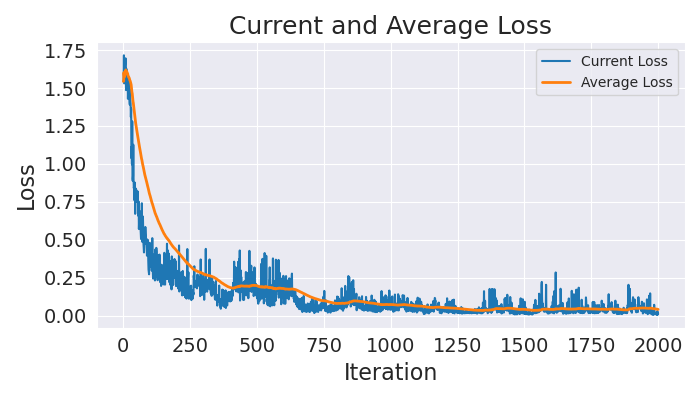 Current and Average Loss
Current Loss
Average Loss
Loss
1.75
1.50
1.25
1.00
0.75
0.50
0.25
0.00
0 250 500 750 1000 1250 1500 1750 2000
Iteration